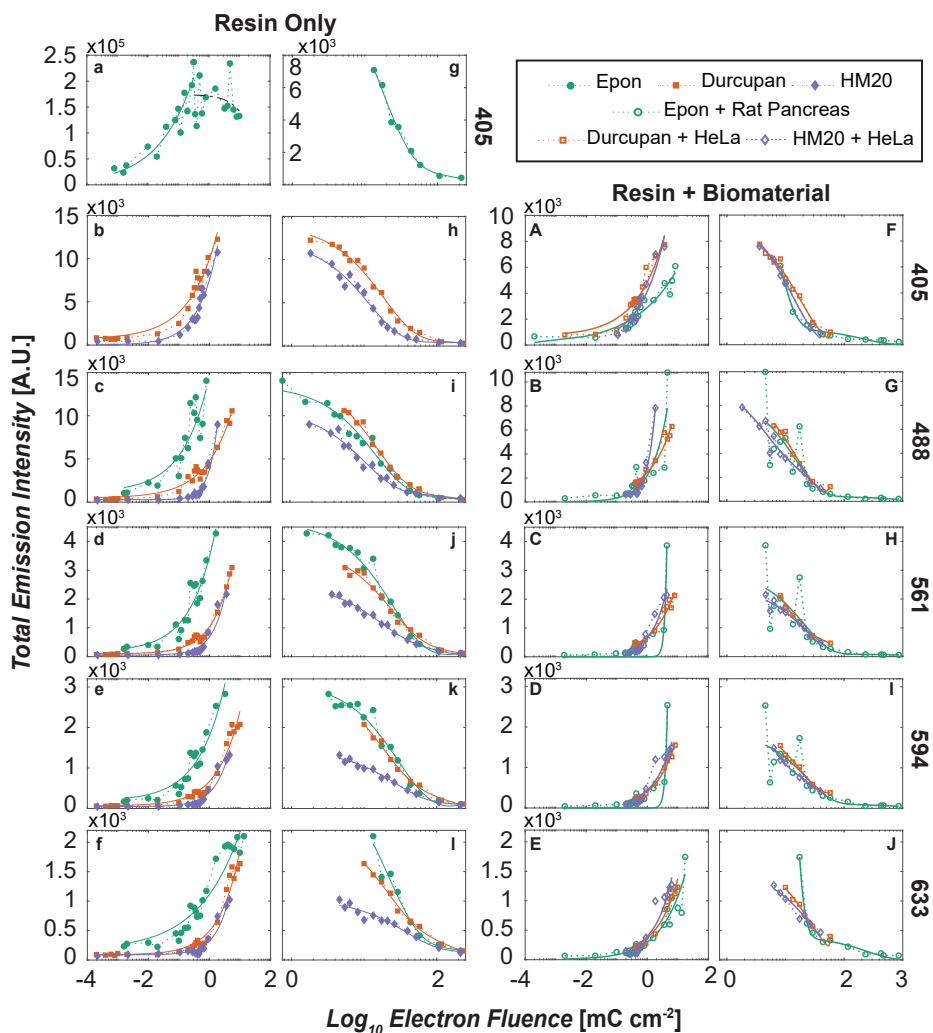 Resin Only
x10⁵
x10³
a
g
2.5
2
1.5
1
0.5
0
8
6
4
2
0
405
Epon
Durcupan
HM20
Epon + Rat Pancreas
Durcupan + HeLa
HM20 + HeLa
Resin + Biomaterial
x10³
x10³
b
h
A
F
15
10
5
0
10
8
6
4
2
0
405
x10³
x10³
c
i
B
G
15
10
5
0
10
8
6
4
2
0
488
x10³
x10³
d
j
C
H
4
3
2
1
0
4
3
2
1
0
561
x10³
x10³
e
k
D
I
3
2
1
0
3
2
1
0
594
x10³
x10³
f
l
E
J
2
1.5
1
0.5
0
2
1.5
1
0.5
0
633
-4 -2 0 2
0 1 2
-4 -2 0 2
0 1 2 3
Total Emission Intensity [A.U.]
Log₁₀ Electron Fluence [mC cm⁻²]